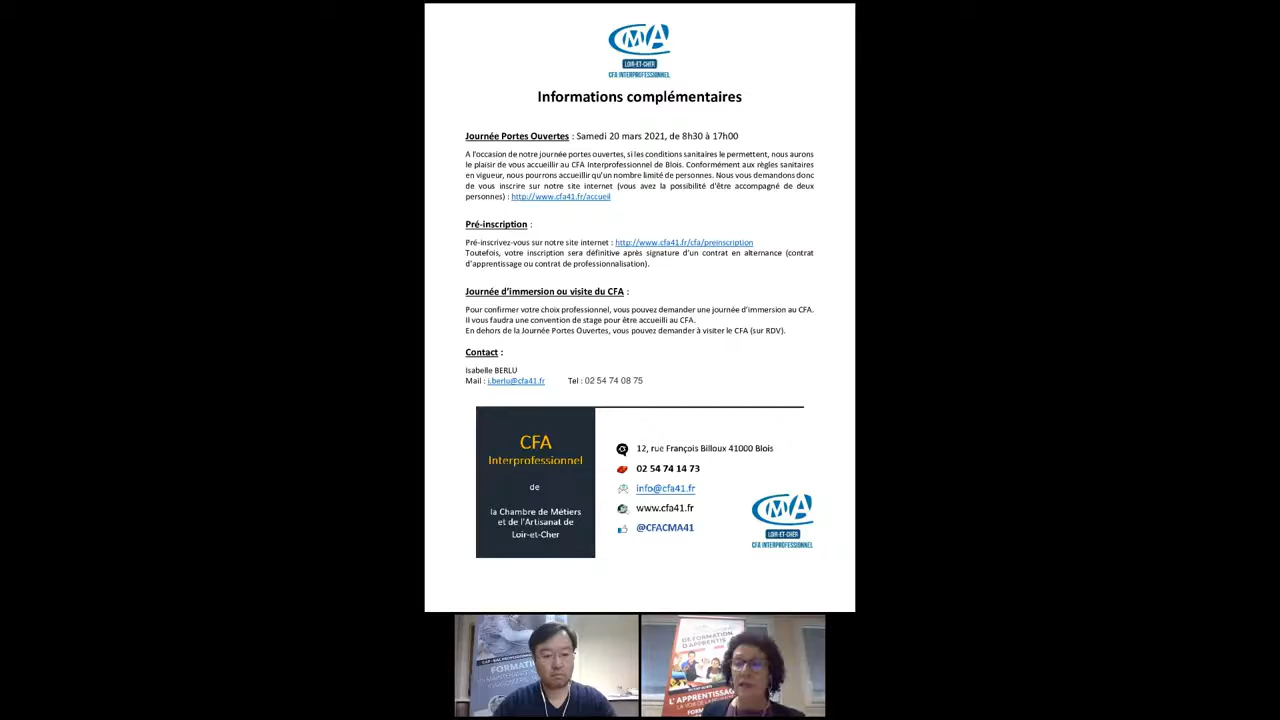 CMA
LOIR-ET-CHER
CFA INTERPROFESSIONNEL
Informations complémentaires
Journée Portes Ouvertes : Samedi 20 mars 2021, de 8h30 à 17h00
A l'occasion de notre journée portes ouvertes, si les conditions sanitaires le permettent, nous aurons
le plaisir de vous accueillir au CFA Interprofessionnel de Blois. Conformément aux règles sanitaires
en vigueur, nous pourrons accueillir qu'un nombre limité de personnes. Nous vous demandons donc
de vous inscrire sur notre site internet (vous avez la possibilité d'être accompagné de deux
personnes) : http://www.cfa41.fr/accueil
Pré-inscription :
Pré-inscrivez-vous sur notre site internet : http://www.cfa41.fr/cfa/preinscription
Toutefois, votre inscription sera définitive après signature d'un contrat en alternance (contrat
d'apprentissage ou contrat de professionnalisation).
Journée d'immersion ou visite du CFA :
Pour confirmer votre choix professionnel, vous pouvez demander une journée d'immersion au CFA.
Il vous faudra une convention de stage pour être accueilli au CFA.
En dehors de la Journée Portes Ouvertes, vous pouvez demander à visiter le CFA (sur RDV).
Contact :
Isabelle BERLU
Mail : i.berlu@cfa41.fr Tel : 02 54 74 08 75
CFA
Interprofessionnel
de
la Chambre de Métiers
et de l'Artisanat de
Loir-et-Cher
12, rue François Billoux 41000 Blois
02 54 74 14 73
info@cfa41.fr
www.cfa41.fr
@CFACMA41
CMA
LOIR-ET-CHER
CFA INTERPROFESSIONNEL
DE FORMATION
D'APPRENTIS
L'APPRENTISSAGE